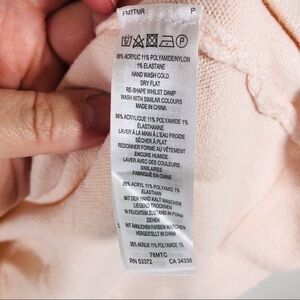 FMTTMR P
88% ACRYLIC 11% POLYAMIDE/NYLON
1% ELASTANE
HAND WASH COLD.
DRY FLAT
RE-SHAPE WHILST DAMP
WASH WITH SIMILAR COLOURS
MADE IN CHINA
88% ACRYLIQUE 11% POLYAMIDE 1%
ÉLASTHANNE
LAVER À LA MAIN À L'EAU FROIDE
SÉCHER À PLAT
REDONNER FORME AU VÊTEMENT
ENCORE HUMIDE
LAVER AVEC DES COULEURS
SIMILAIRES
FABRIQUÉ EN CHINE
88% ACRYL 11% POLYAMID 1%
ELASTHAN
MIT DER HAND KALT WASCHEN
LIEGEND TROCKNEN
IN FEUCHTEM ZUSTAND IN FORM
ZIEHEN
MIT ÄHNLICHEN FARBEN WASCHEN
HERGESTELLT IN CHINA
88% AKRILIK 11% POLYAMIDE 1%
78MTC
RN 53372 CA 34338